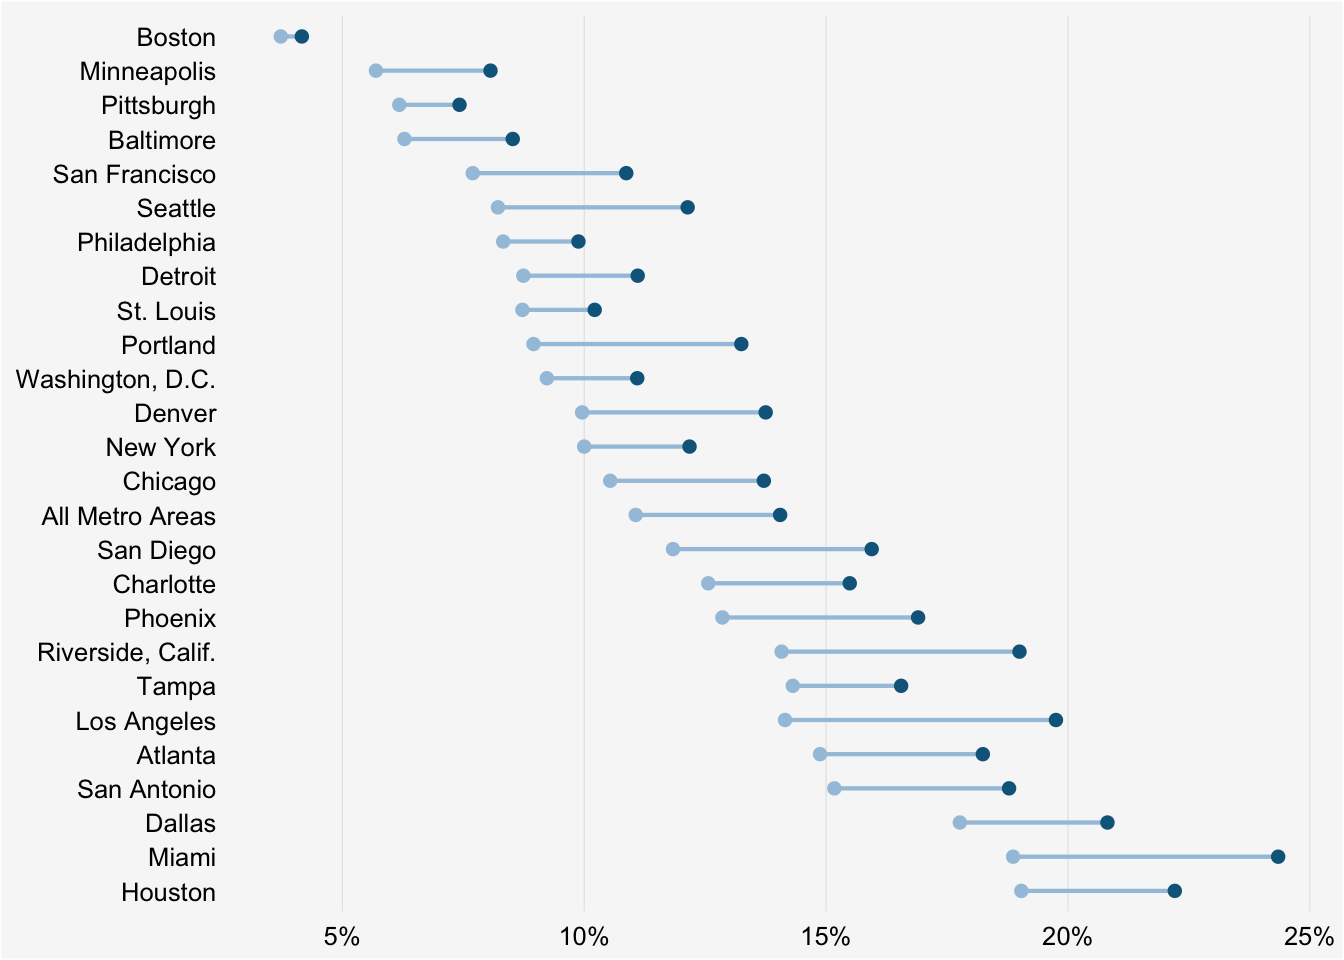 Boston
Minneapolis
Pittsburgh
Baltimore
San Francisco
Seattle
Philadelphia
Detroit
St. Louis
Portland
Washington, D.C.
Denver
New York
Chicago
All Metro Areas
San Diego
Charlotte
Phoenix
Riverside, Calif.
Tampa
Los Angeles
Atlanta
San Antonio
Dallas
Miami
Houston
5% 10% 15% 20% 25%